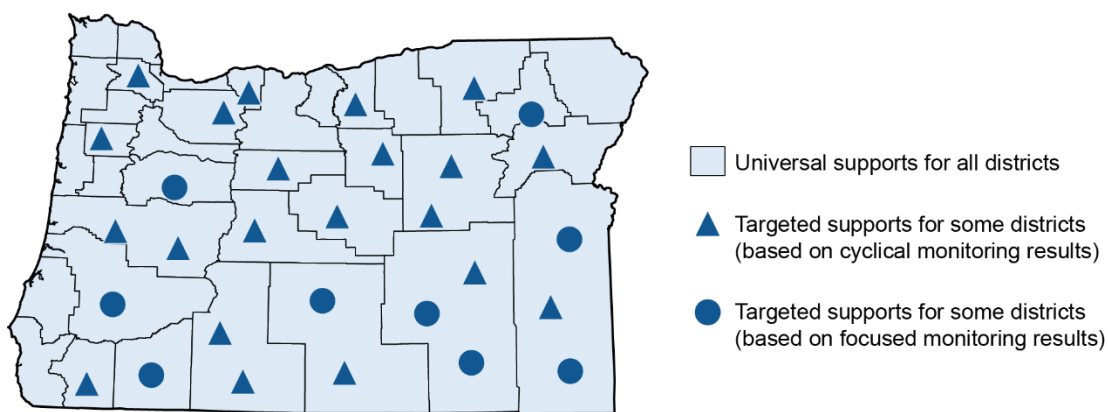 Universal supports for all districts
Targeted supports for some districts
(based on cyclical monitoring results)
Targeted supports for some districts
(based on focused monitoring results)